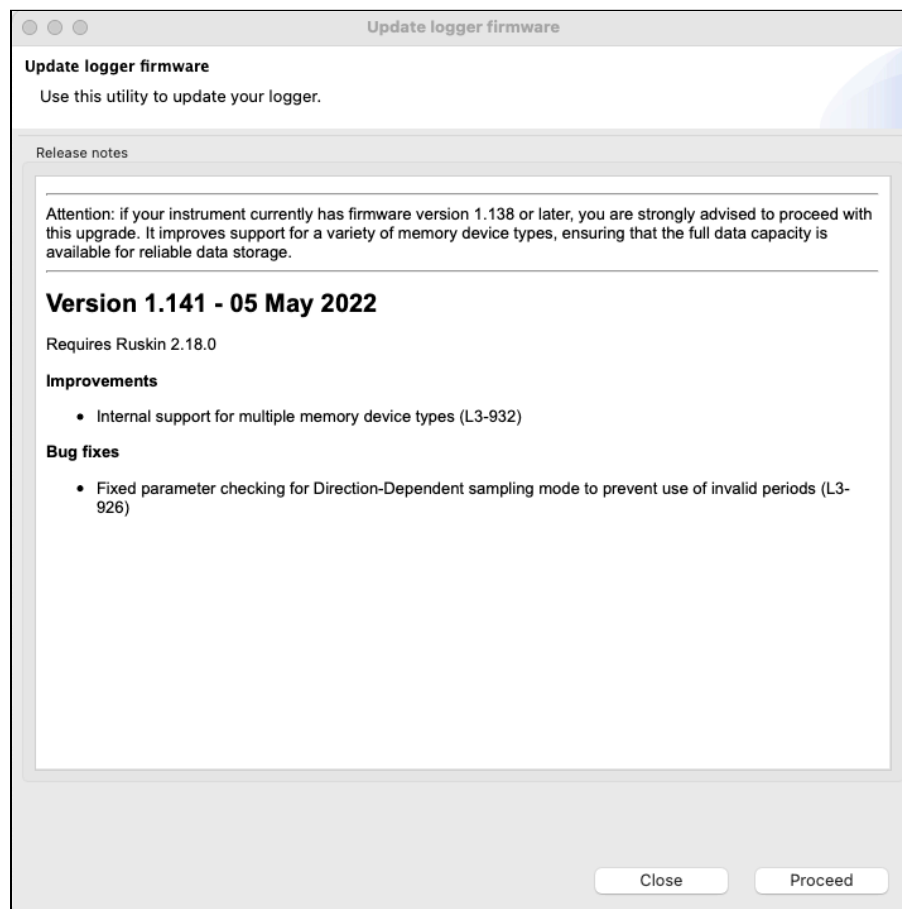 Update logger firmware
Update logger firmware
Use this utility to update your logger.
Release notes
Attention: if your instrument currently has firmware version 1.138 or later, you are strongly advised to proceed with
this upgrade. It improves support for a variety of memory device types, ensuring that the full data capacity is
available for reliable data storage.
Version 1.141 - 05 May 2022
Requires Ruskin 2.18.0
Improvements
• Internal support for multiple memory device types (L3-932)
Bug fixes
• Fixed parameter checking for Direction-Dependent sampling mode to prevent use of invalid periods (L3-
926)
Close Proceed